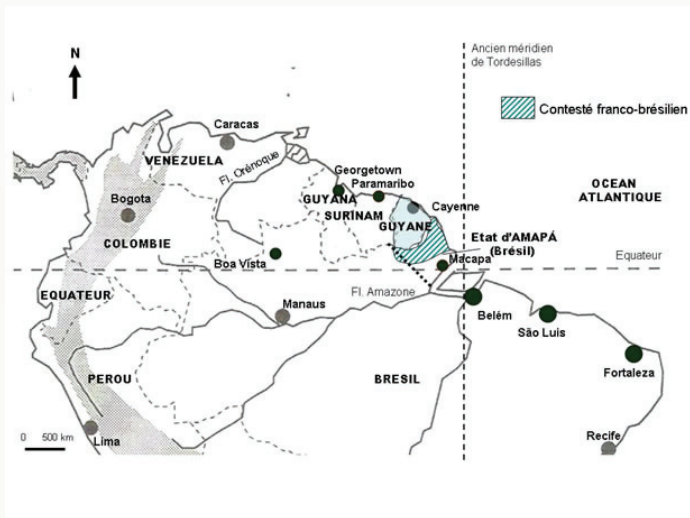 Ancien méridien
de Tordesillas
N
Contesté franco-brésilien
Caracas
VENEZUELA
Fl. Orénoque
Georgetown
Paramaribo
OCEAN
ATLANTIQUE
Bogota
GUYANA
SURINAM
Cayenne
GUYANE
COLOMBIE
Etat d'AMAPÁ
(Brésil)
Boa Vista
Macapa
Equateur
EQUATEUR
Fl. Amazone
Manaus
Belém
São Luis
PEROU
BRESIL
Fortaleza
0 500 km
Lima
Recife